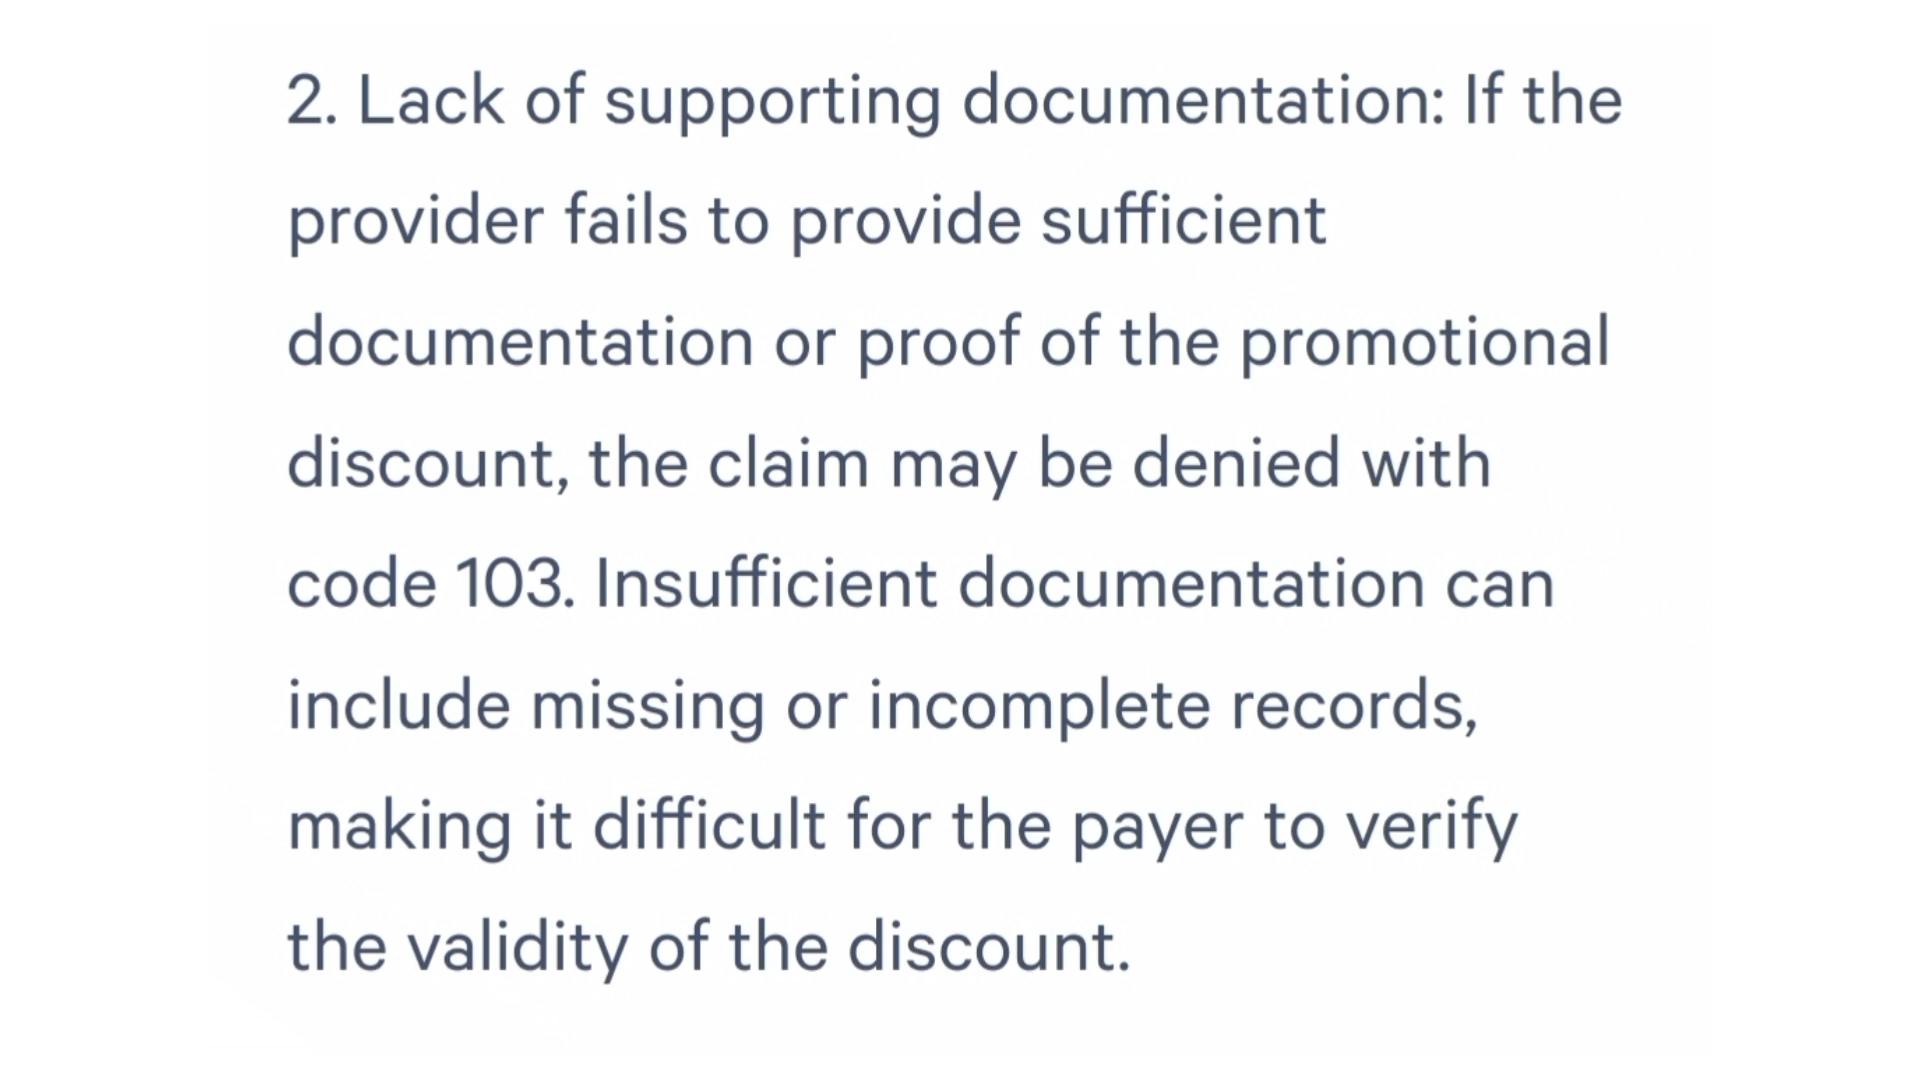 2. Lack of supporting documentation: If the
provider fails to provide sufficient
documentation or proof of the promotional
discount, the claim may be denied with
code 103. Insufficient documentation can
include missing or incomplete records,
making it difficult for the payer to verify
the validity of the discount.